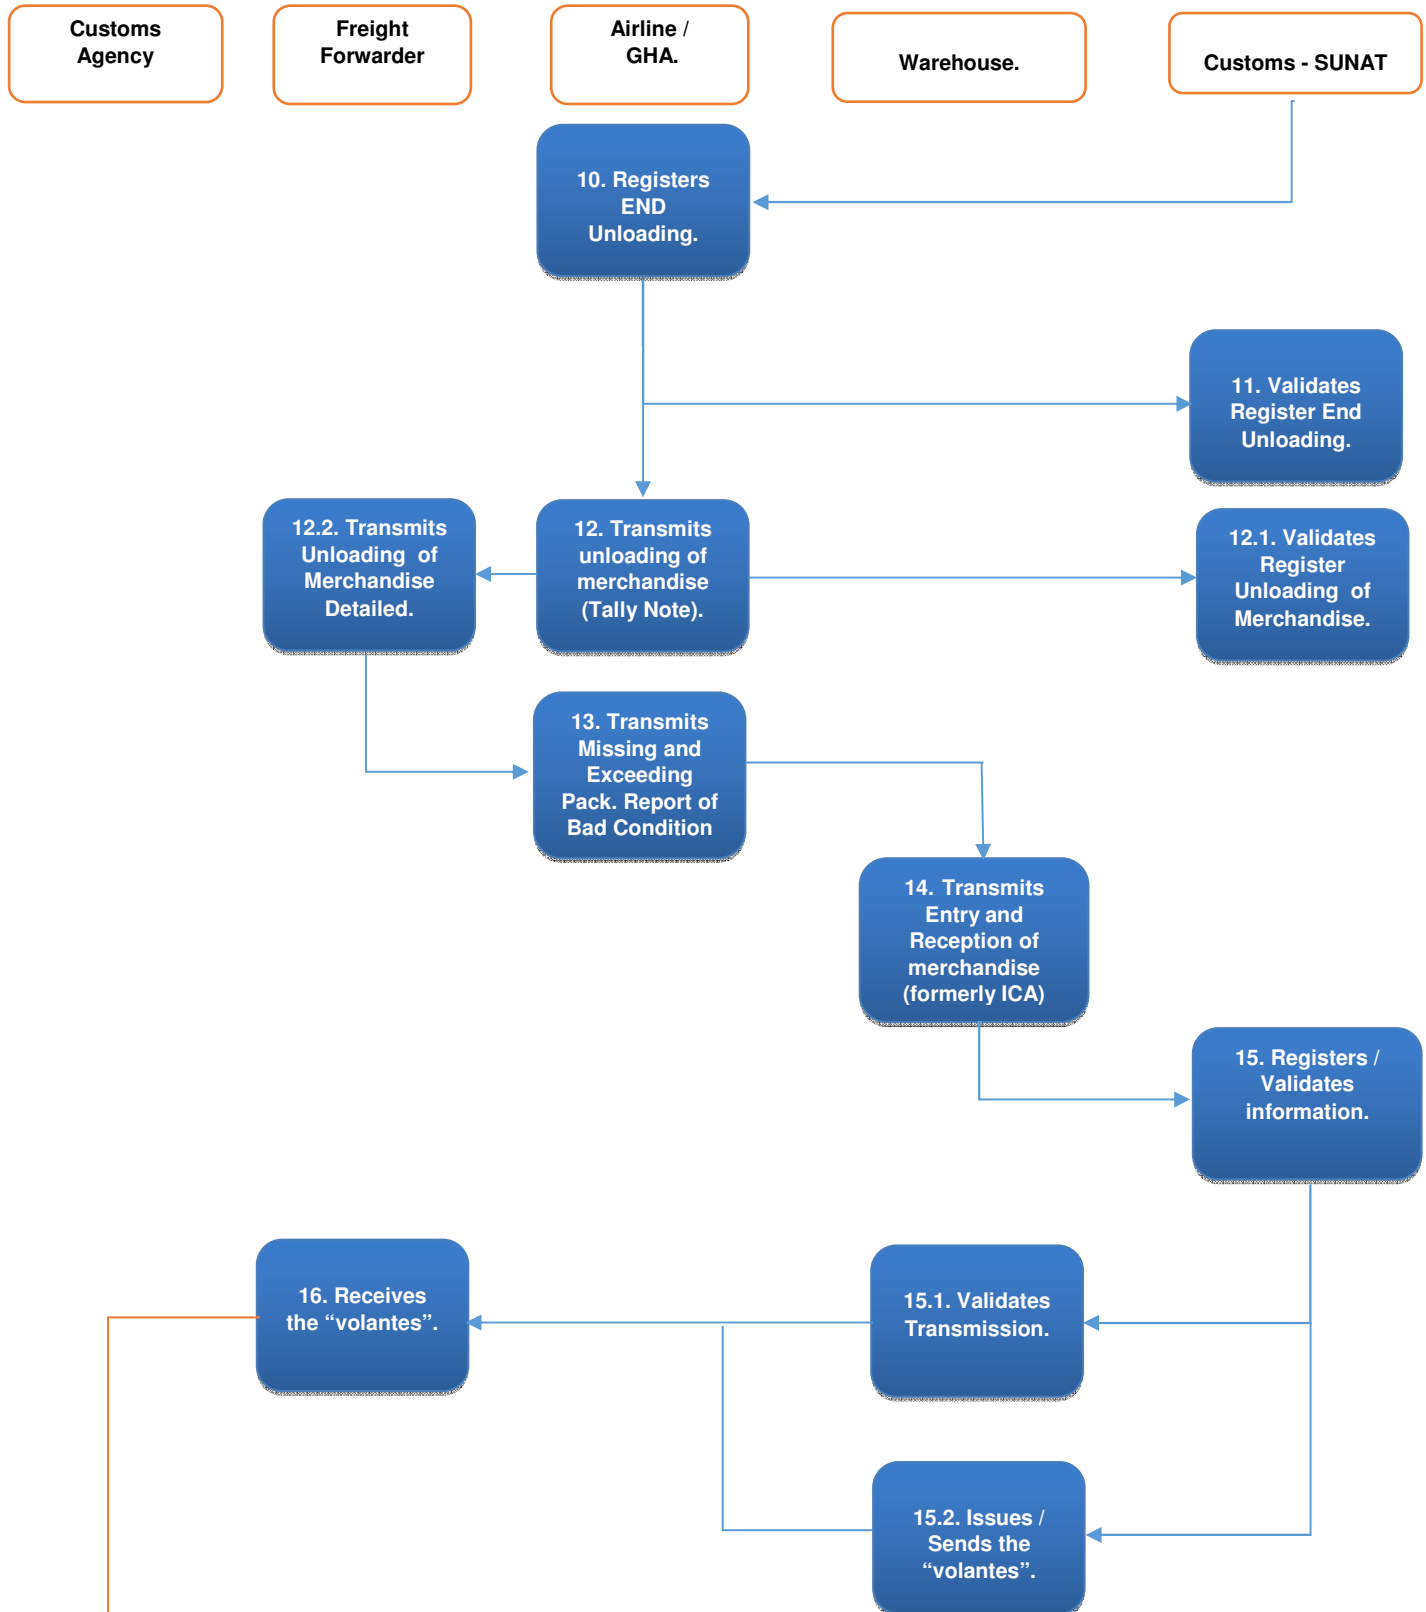 Customs
Agency
Freight
Forwarder
Airline /
GHA.
Warehouse.
Customs - SUNAT
10. Registers
END
Unloading.
11. Validates
Register End
Unloading.
12.2. Transmits
Unloading of
Merchandise
Detailed.
12. Transmits
unloading of
merchandise
(Tally Note).
12.1. Validates
Register
Unloading of
Merchandise.
13. Transmits
Missing and
Exceeding
Pack. Report of
Bad Condition
14. Transmits
Entry and
Reception of
merchandise
(formerly ICA)
15. Registers /
Validates
information.
16. Receives
the “volantes”.
15.1. Validates
Transmission.
15.2. Issues /
Sends the
“volantes”.